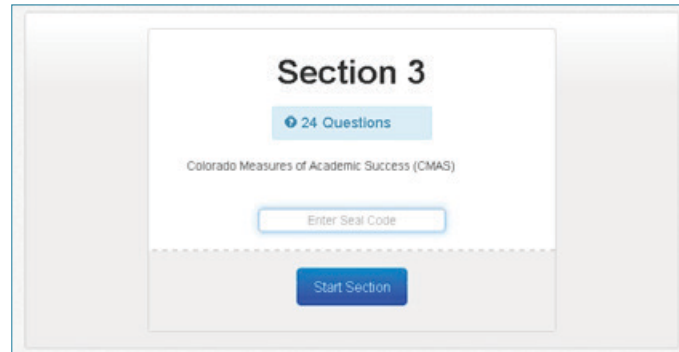 Section 3
24 Questions
Colorado Measures of Academic Success (CMAS)
Enter Seal Code
Start Section